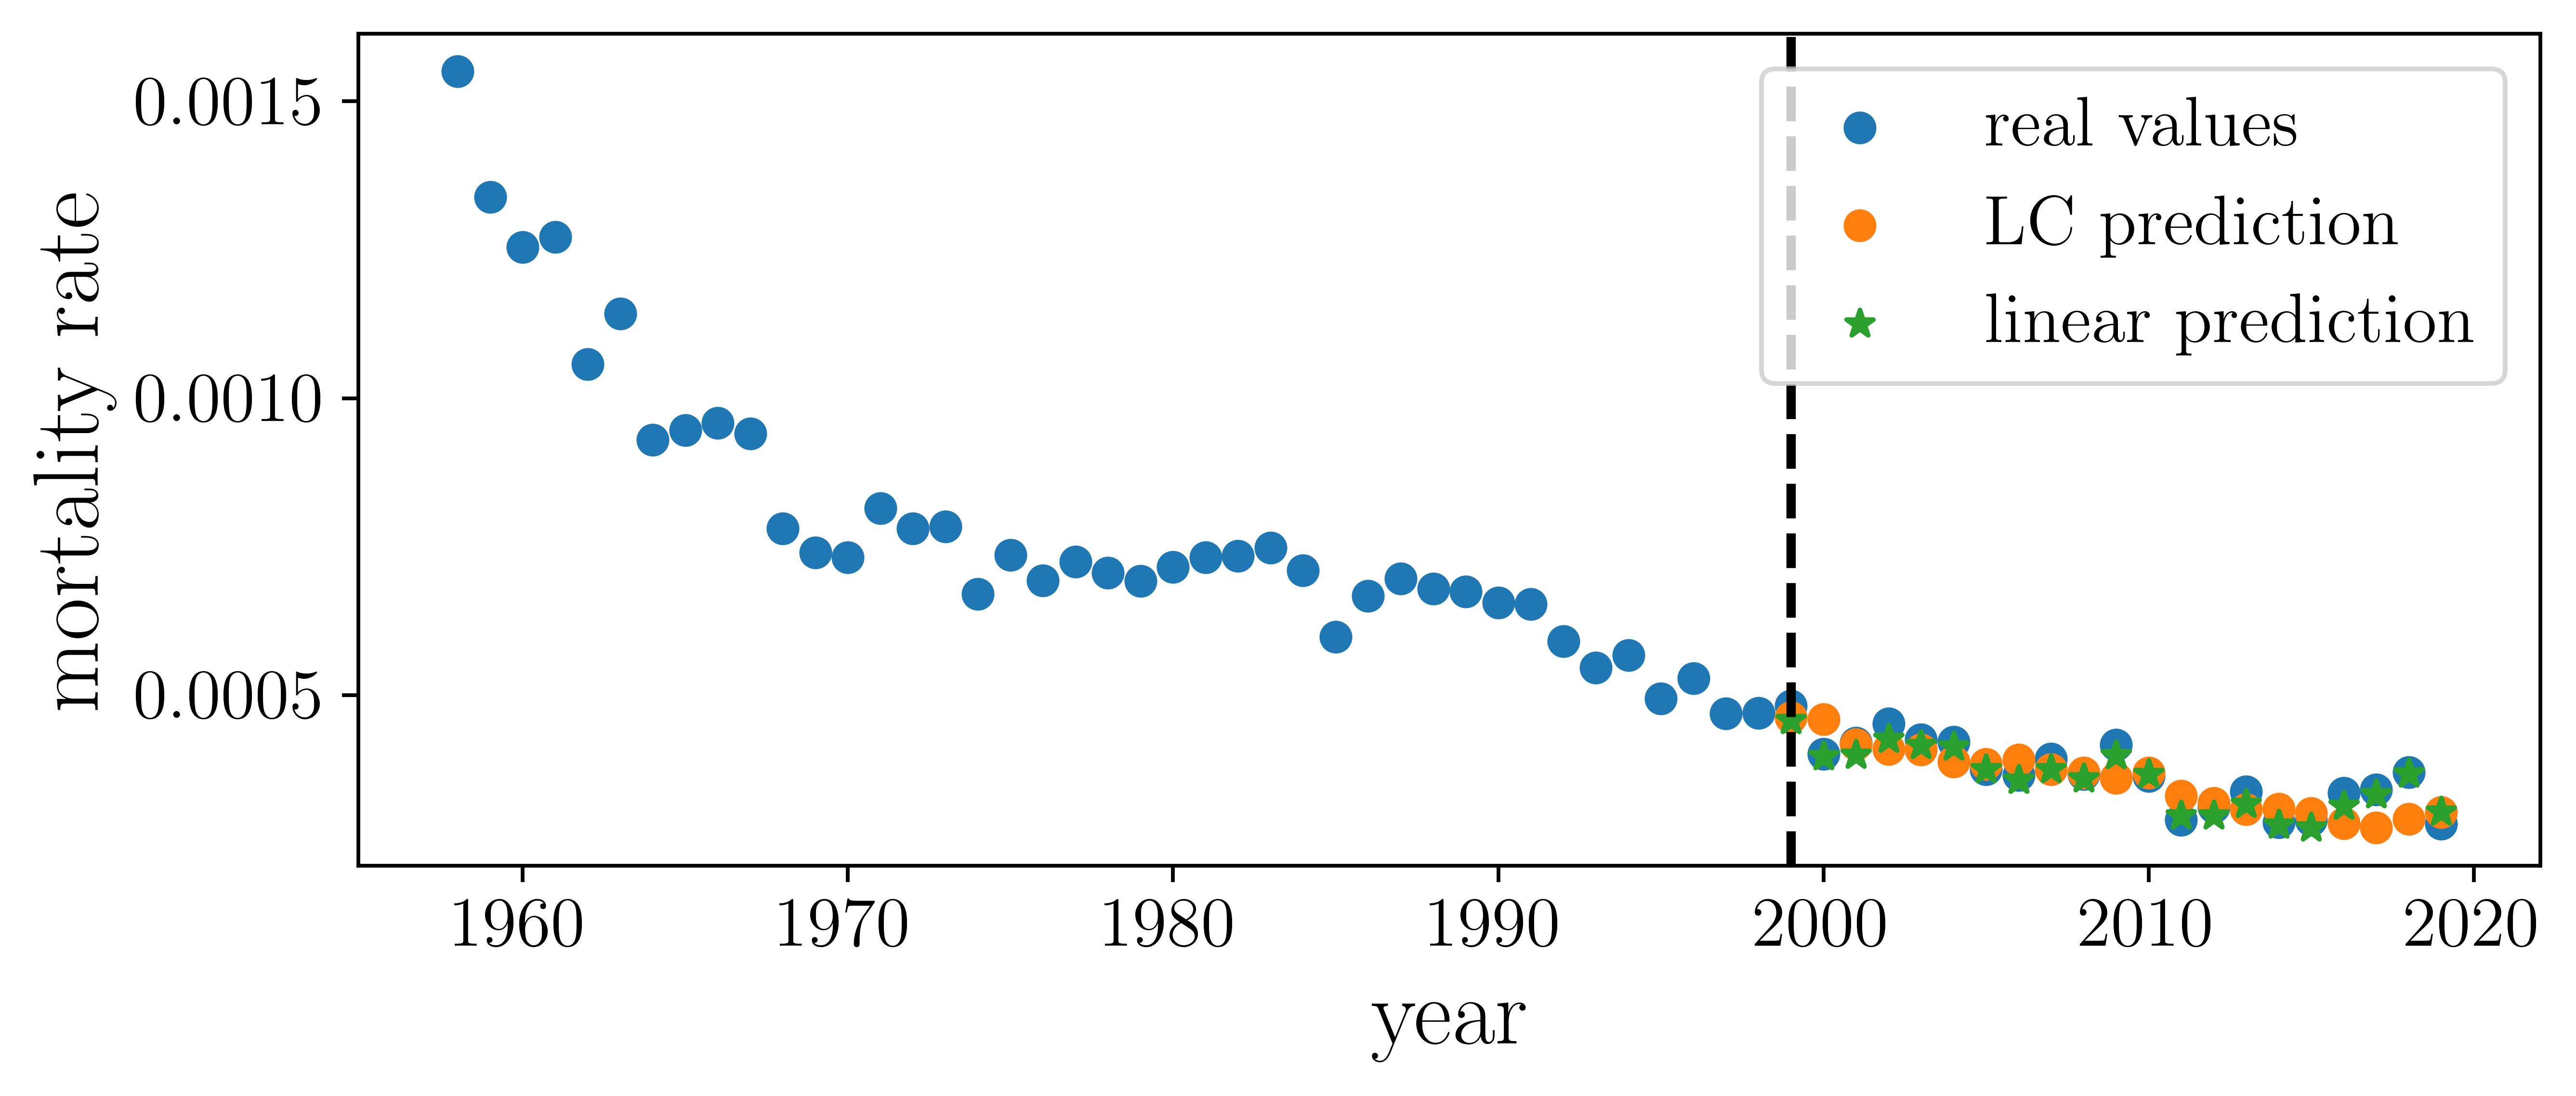 mortality rate
0.0015
0.0010
0.0005
real values
LC prediction
linear prediction
1960
1970
1980
1990
2000
2010
2020
year